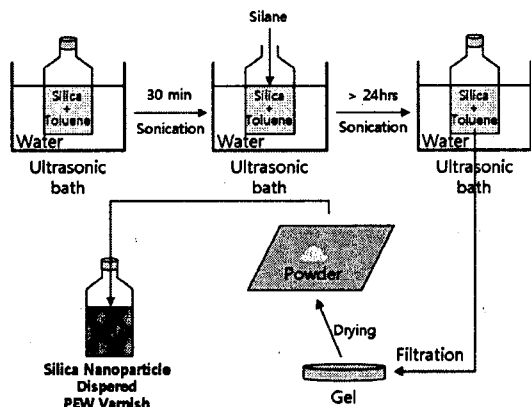 Silane
Silica
+
Toluene
Water
Ultrasonic
bath
30 min
Sonication
Silica
+
Toluene
Water
Ultrasonic
bath
> 24hrs
Sonication
Silica
+
Toluene
Water
Ultrasonic
bath
Powder
Drying
Filtration
Gel
Silica Nanoparticle
Dispersed
PEW Varnish